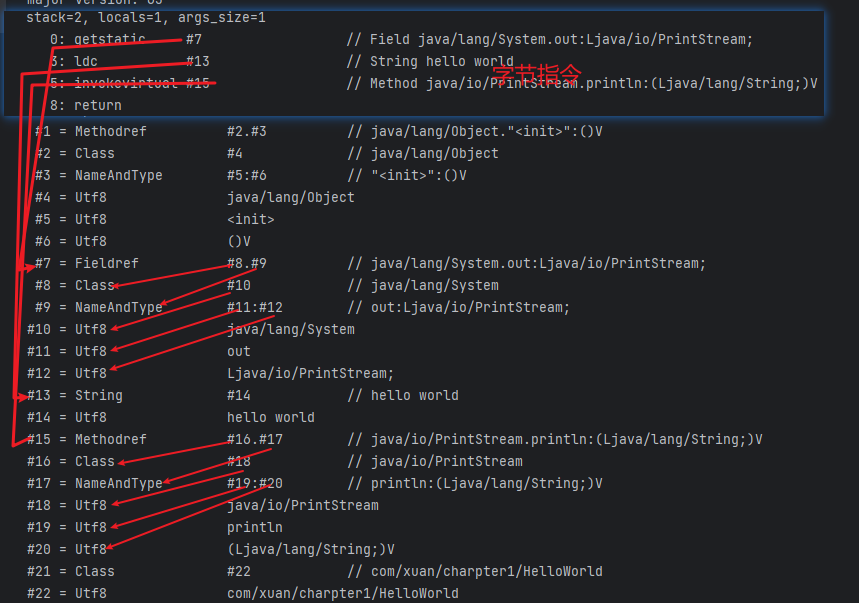 major version: 65
stack=2, locals=1, args_size=1
0: getstatic #7 // Field java/lang/System.out:Ljava/io/PrintStream;
3: ldc #13 // String hello world
5: invokevirtual #15 // Method java/io/PrintStream.println:(Ljava/lang/String;)V
字节指令
8: return
#1 = Methodref #2.#3 // java/lang/Object."<init>":()V
#2 = Class #4 // java/lang/Object
#3 = NameAndType #5:#6 // "<init>":()V
#4 = Utf8 java/lang/Object
#5 = Utf8 <init>
#6 = Utf8 ()V
#7 = Fieldref #8.#9 // java/lang/System.out:Ljava/io/PrintStream;
#8 = Class #10 // java/lang/System
#9 = NameAndType #11:#12 // out:Ljava/io/PrintStream;
#10 = Utf8 java/lang/System
#11 = Utf8 out
#12 = Utf8 Ljava/io/PrintStream;
#13 = String #14 // hello world
#14 = Utf8 hello world
#15 = Methodref #16.#17 // java/io/PrintStream.println:(Ljava/lang/String;)V
#16 = Class #18 // java/io/PrintStream
#17 = NameAndType #19:#20 // println:(Ljava/lang/String;)V
#18 = Utf8 java/io/PrintStream
#19 = Utf8 println
#20 = Utf8 (Ljava/lang/String;)V
#21 = Class #22 // com/xuan/charpter1/HelloWorld
#22 = Utf8 com/xuan/charpter1/HelloWorld